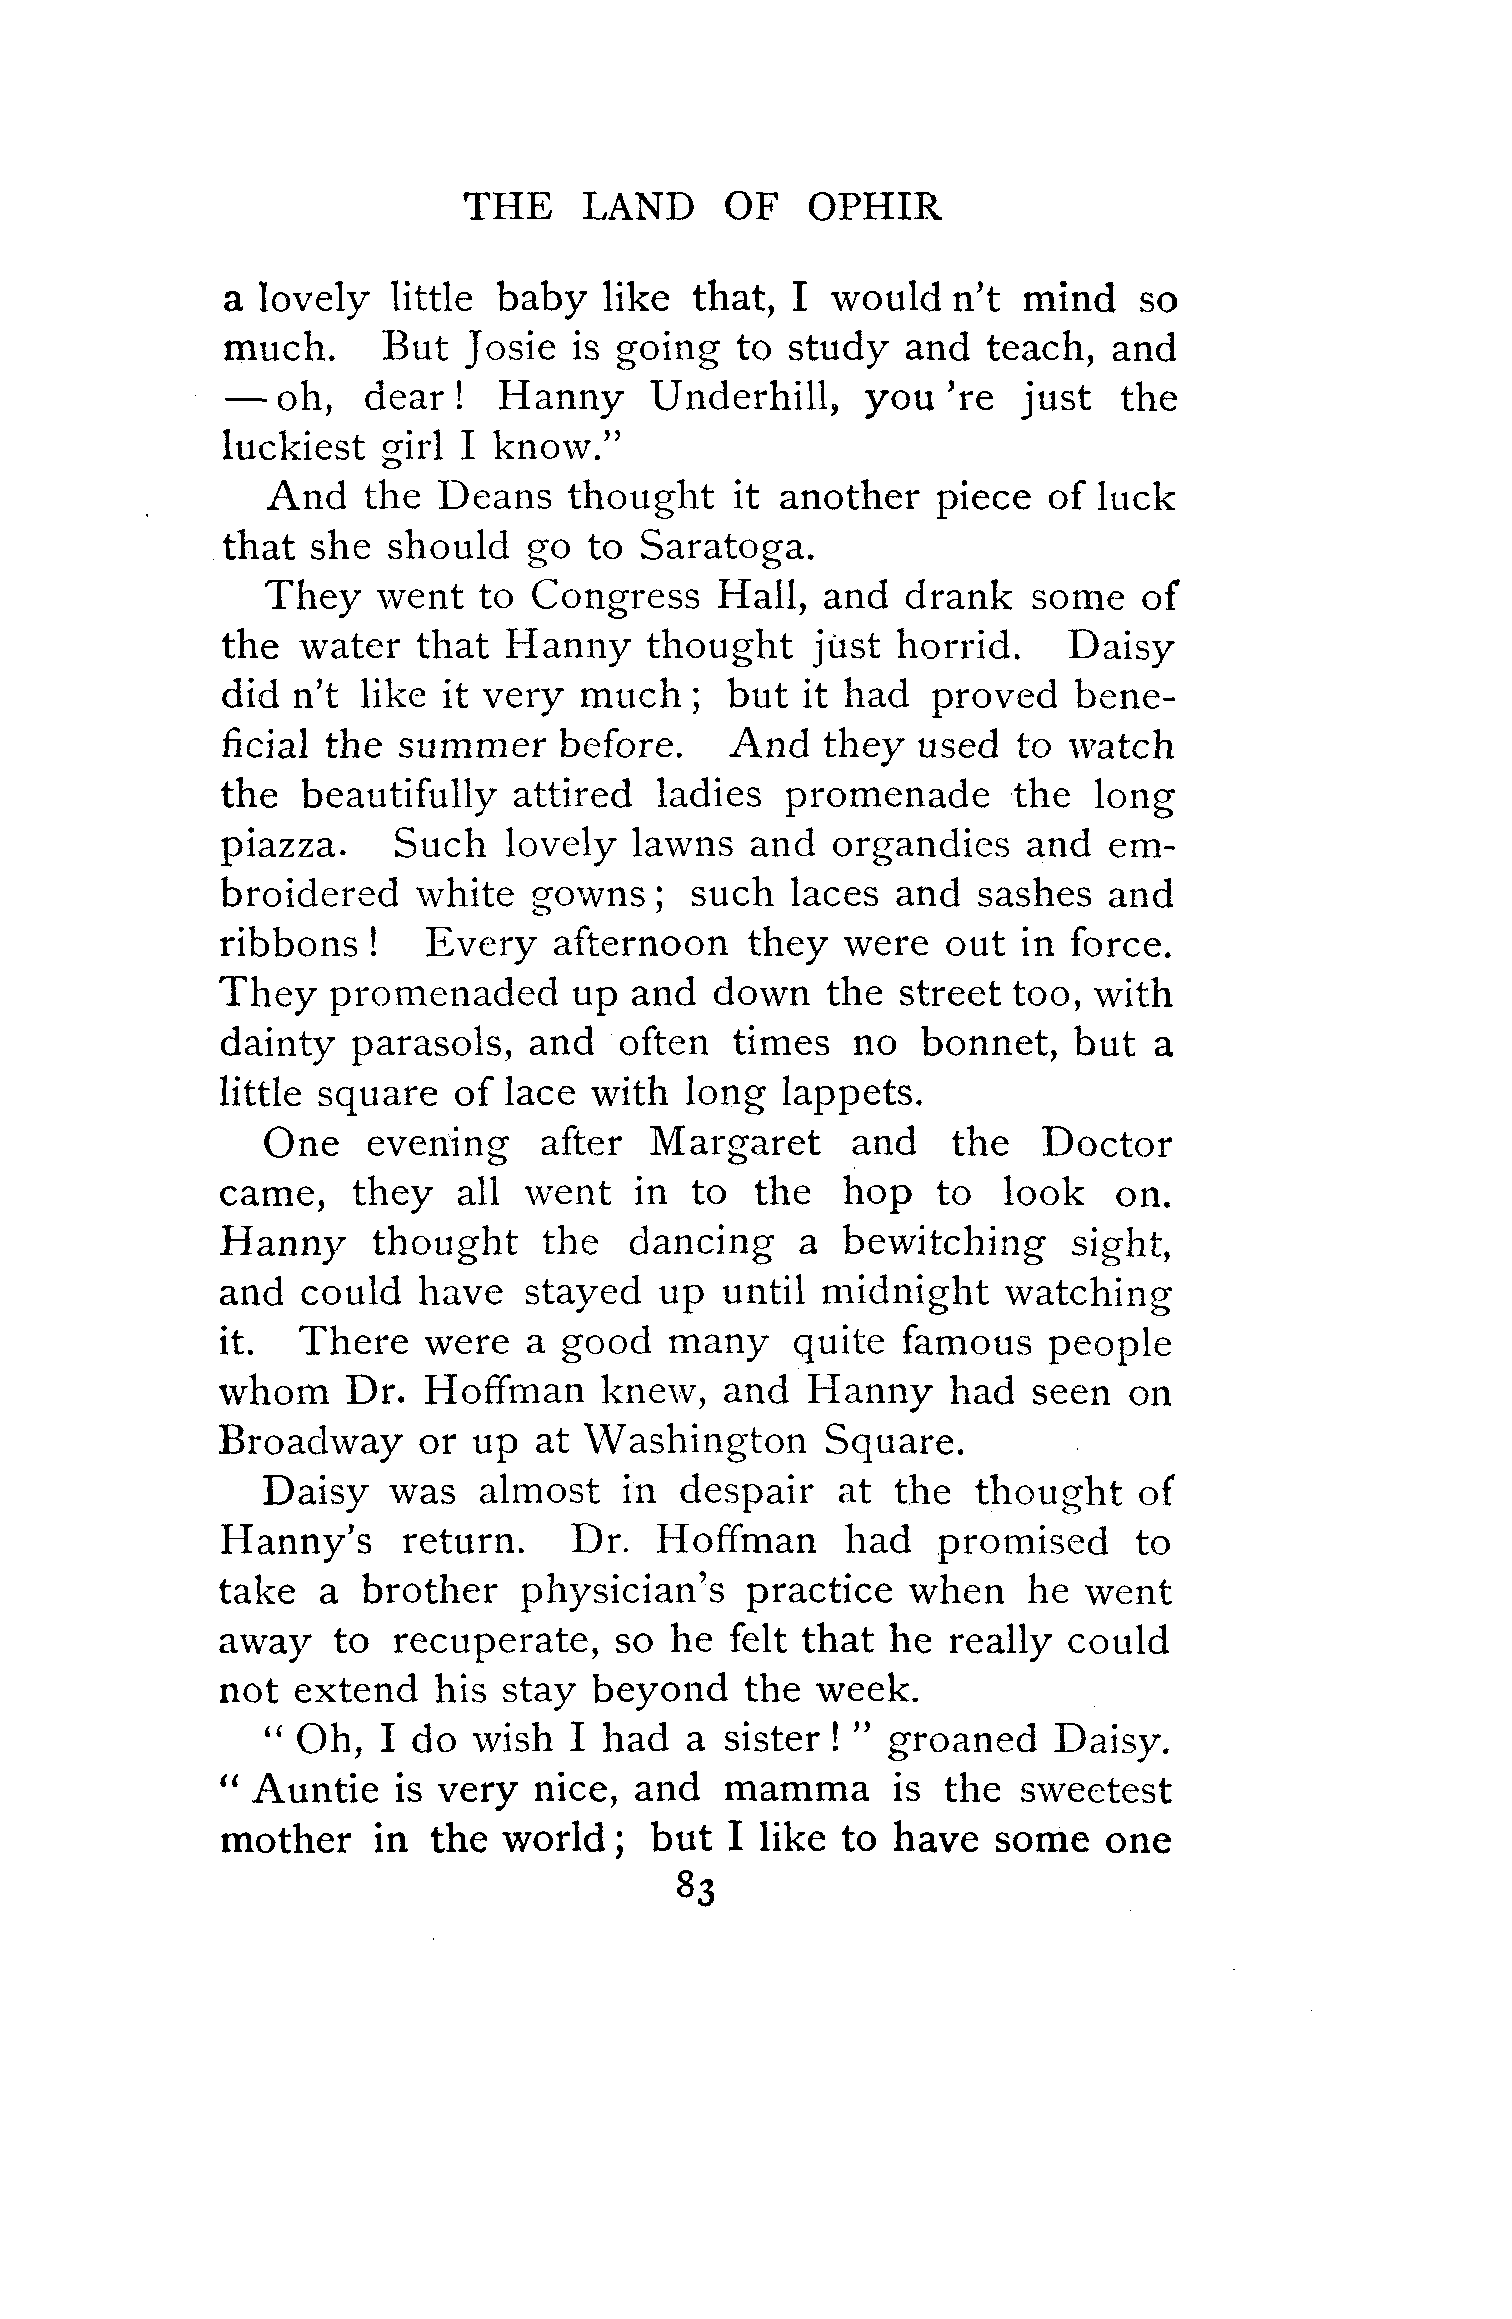 THE LAND OF OPHIR
a lovely little baby like that, I would n't mind so
much. But Josie is going to study and teach, and
— oh, dear! Hanny Underhill, you 're just the
luckiest girl I know."
And the Deans thought it another piece of luck
that she should go to Saratoga.
They went to Congress Hall, and drank some of
the water that Hanny thought just horrid. Daisy
did n't like it very much; but it had proved bene-
ficial the summer before. And they used to watch
the beautifully attired ladies promenade the long
piazza. Such lovely lawns and organdies and em-
broidered white gowns; such laces and sashes and
ribbons! Every afternoon they were out in force.
They promenaded up and down the street too, with
dainty parasols, and often times no bonnet, but a
little square of lace with long lappets.
One evening after Margaret and the Doctor
came, they all went in to the hop to look on.
Hanny thought the dancing a bewitching sight,
and could have stayed up until midnight watching
it. There were a good many quite famous people
whom Dr. Hoffman knew, and Hanny had seen on
Broadway or up at Washington Square.
Daisy was almost in despair at the thought of
Hanny's return. Dr. Hoffman had promised to
take a brother physician's practice when he went
away to recuperate, so he felt that he really could
not extend his stay beyond the week.
"Oh, I do wish I had a sister!" groaned Daisy.
"Auntie is very nice, and mamma is the sweetest
mother in the world; but I like to have some one
83